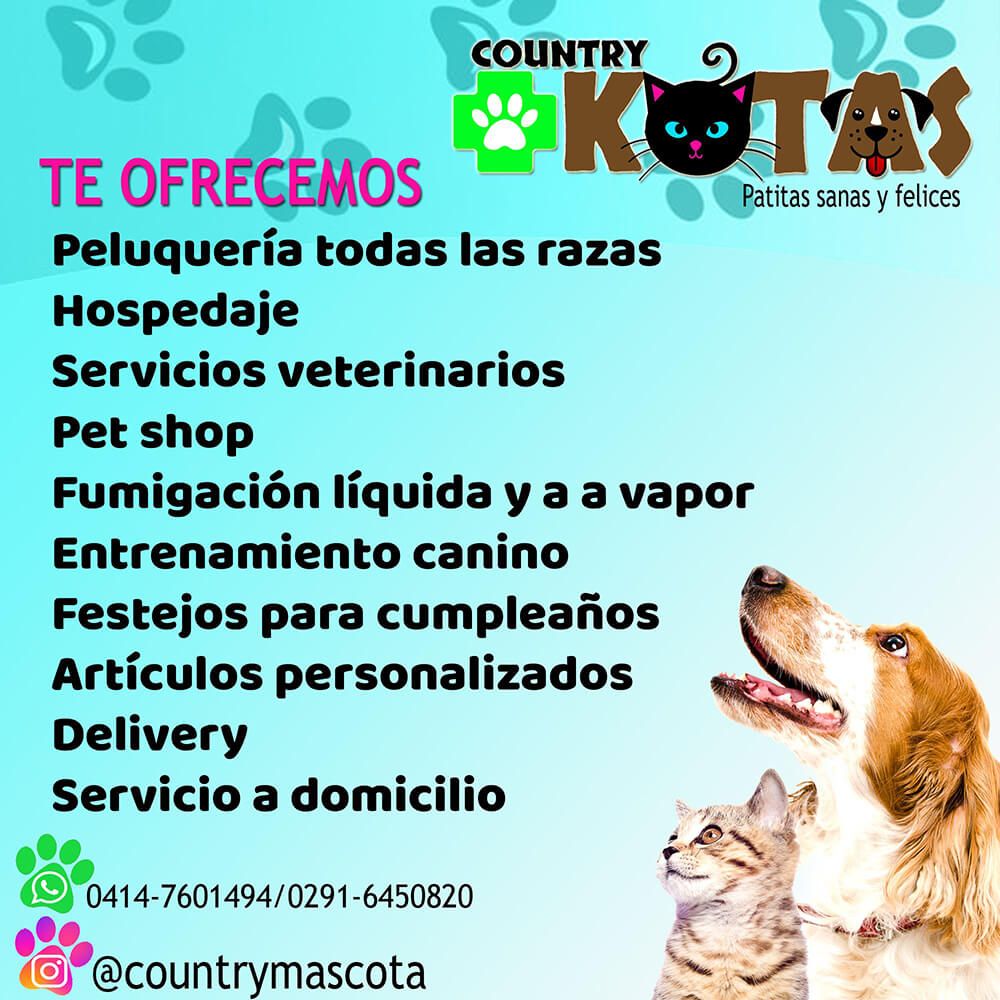 COUNTRY
KOTAS
Patitas sanas y felices
TE OFRECEMOS
Peluquería todas las razas
Hospedaje
Servicios veterinarios
Pet shop
Fumigación líquida y a a vapor
Entrenamiento canino
Festejos para cumpleaños
Artículos personalizados
Delivery
Servicio a domicilio
0414-7601494/0291-6450820
@countrymascota